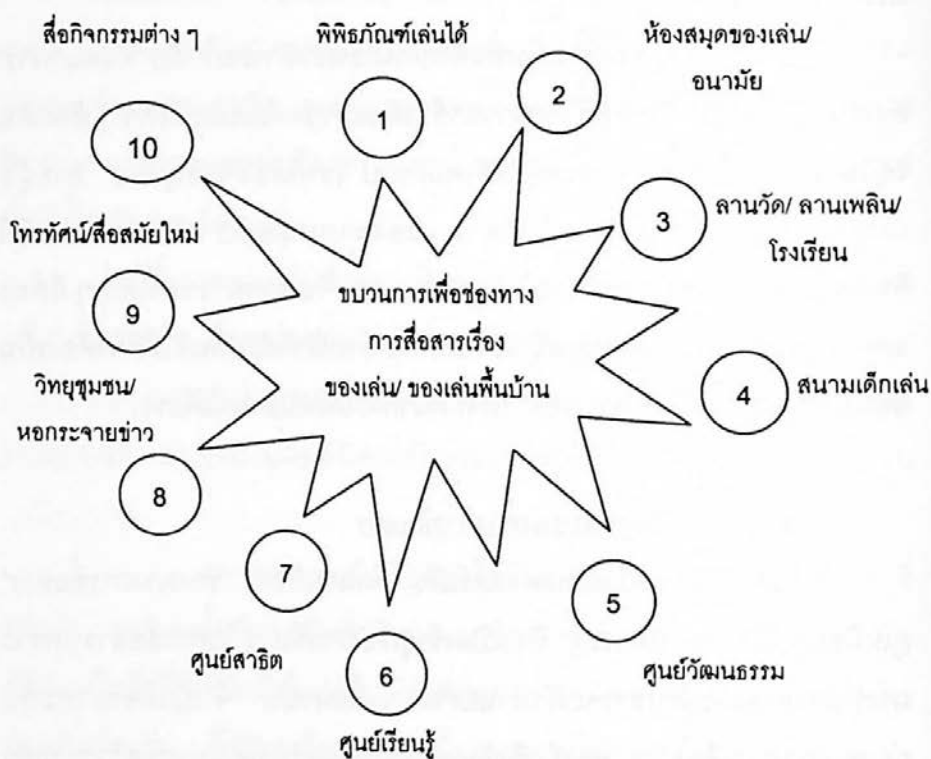 สื่อกิจกรรมต่าง ๆ
พิพิธภัณฑ์เล่นได้
ห้องสมุดของเล่น/
อนามัย
10
1
2
3
ลานวัด/ ลานเพลิน/
โรงเรียน
โทรทัศน์/สื่อสมัยใหม่
9
ขบวนการเพื่อช่องทาง
การสื่อสารเรื่อง
ของเล่น/ ของเล่นพื้นบ้าน
4
สนามเด็กเล่น
วิทยุชุมชน/
หอกระจายข่าว
8
7
ศูนย์สาธิต
6
ศูนย์เรียนรู้
5
ศูนย์วัฒนธรรม